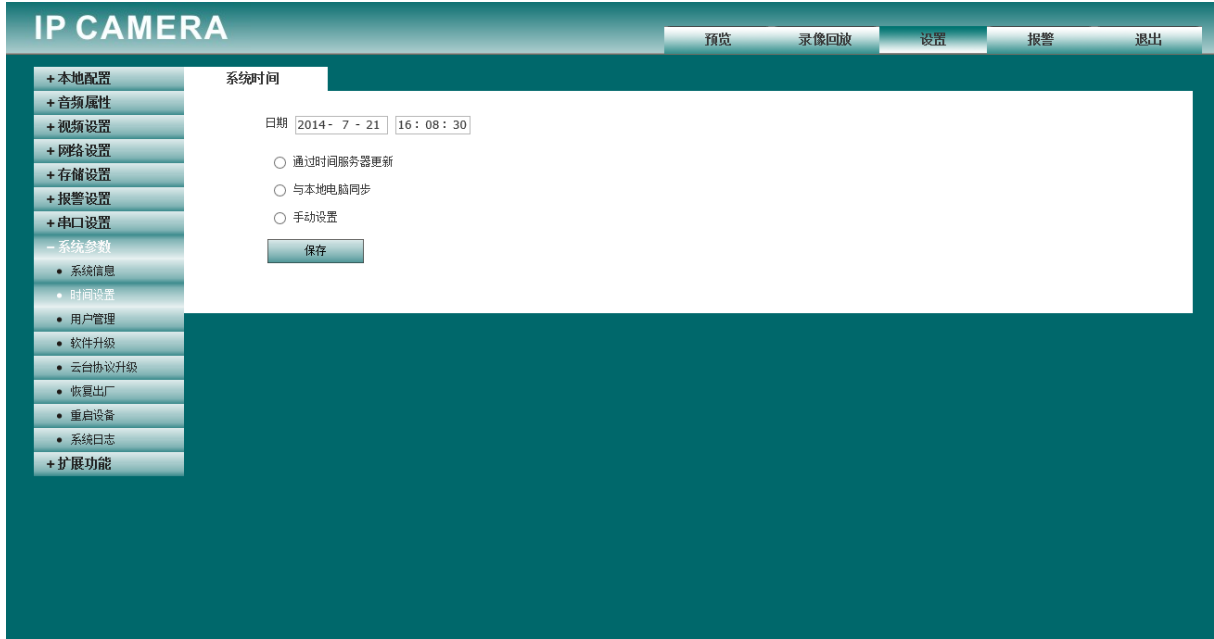 IP CAMERA
预览 录像回放 设置 报警 退出
+本地配置
+音频属性
+视频设置
+网络设置
+存储设置
+报警设置
+串口设置
-系统参数
• 系统信息
• 时间设置
• 用户管理
• 软件升级
• 云台协议升级
• 恢复出厂
• 重启设备
• 系统日志
+扩展功能
系统时间
日期 2014- 7 - 21 16: 08: 30
通过时间服务器更新
与本地电脑同步
手动设置
保存